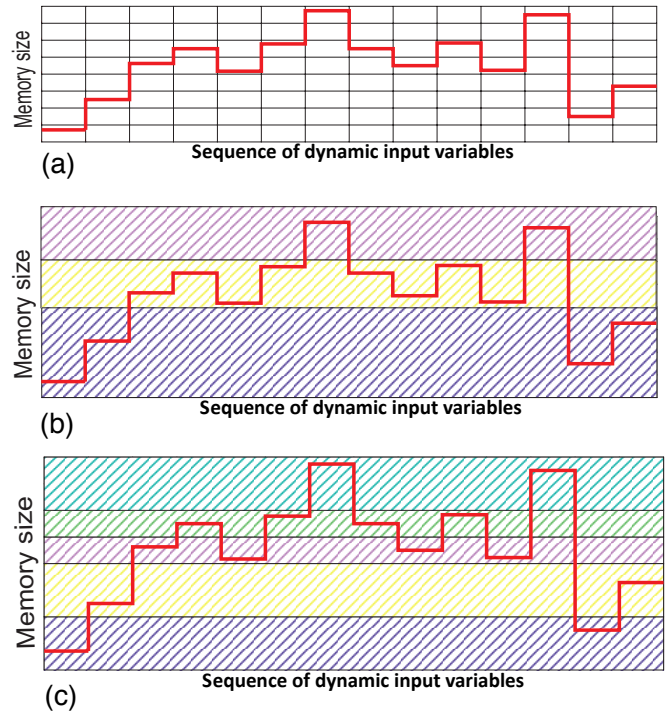 Memory size
Sequence of dynamic input variables
(a)
Memory size
Sequence of dynamic input variables
(b)
Memory size
Sequence of dynamic input variables
(c)